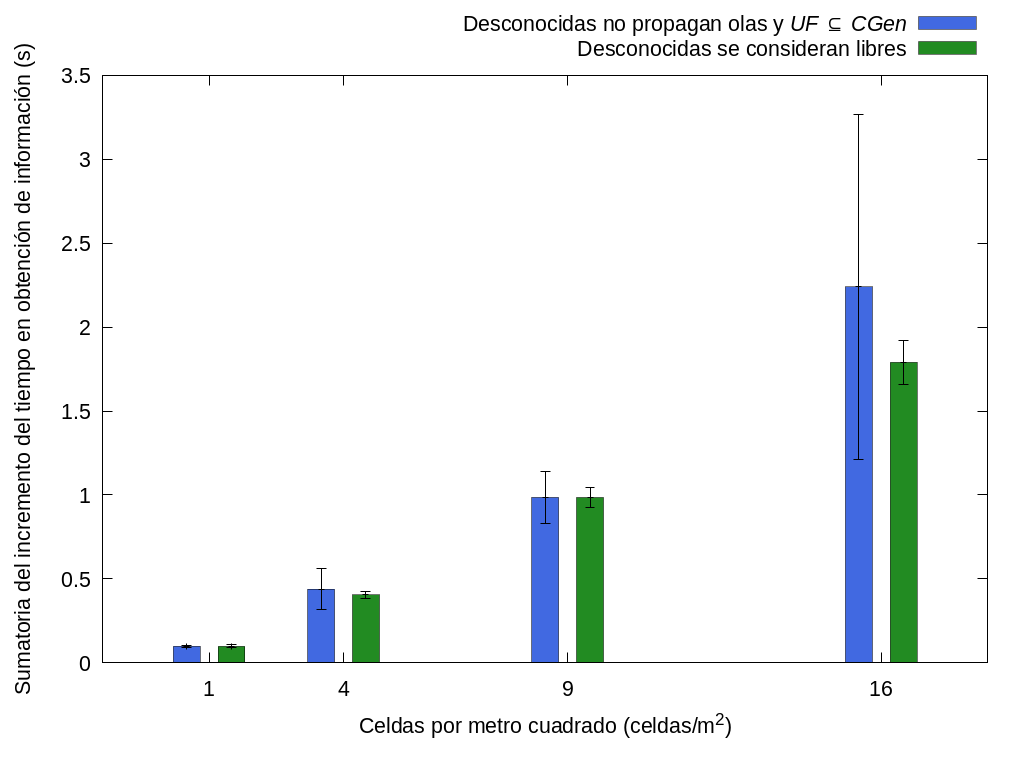 Desconocidas no propagan olas y UF ⊆ CGen
Desconocidas se consideran libres
Sumatoria del incremento del tiempo en obtención de información (s)
3.5
3
2.5
2
1.5
1
0.5
0
1 4 9 16
Celdas por metro cuadrado (celdas/m²)